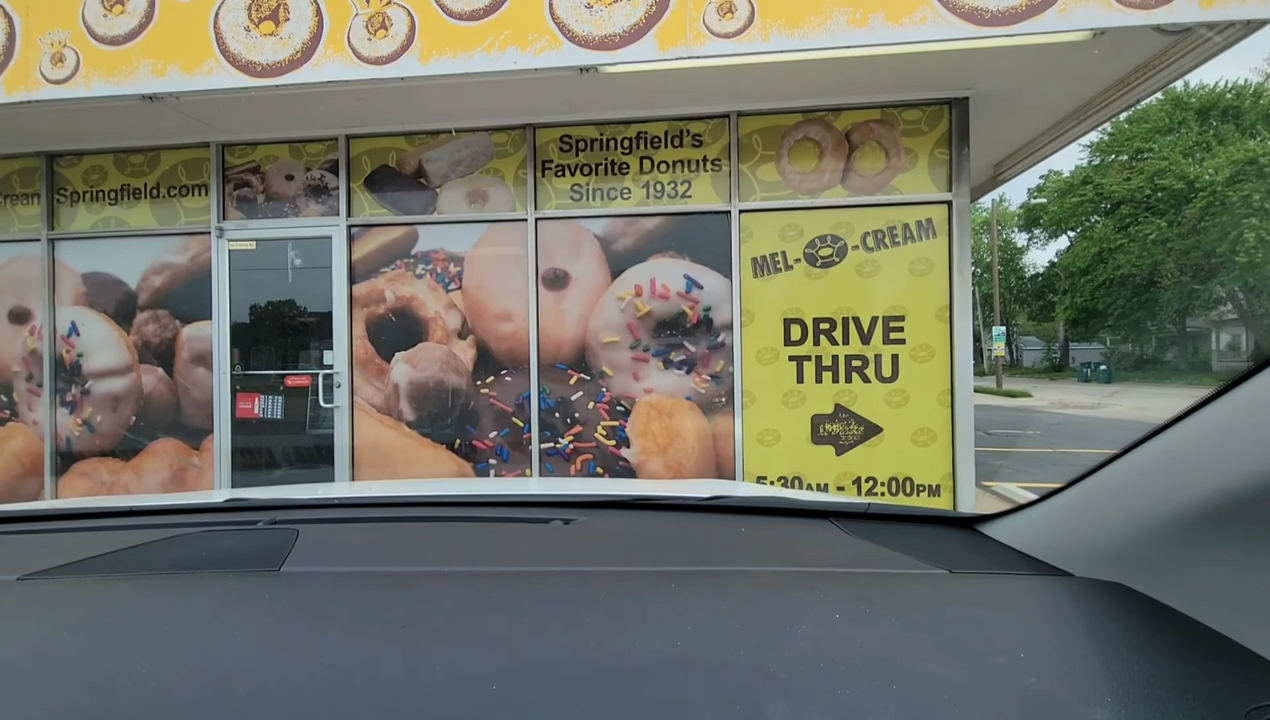 Cream
Springfield.com
Springfield's
Favorite Donuts
Since 1932
MEL-O-CREAM
DRIVE
THRU
5:30AM - 12:00PM